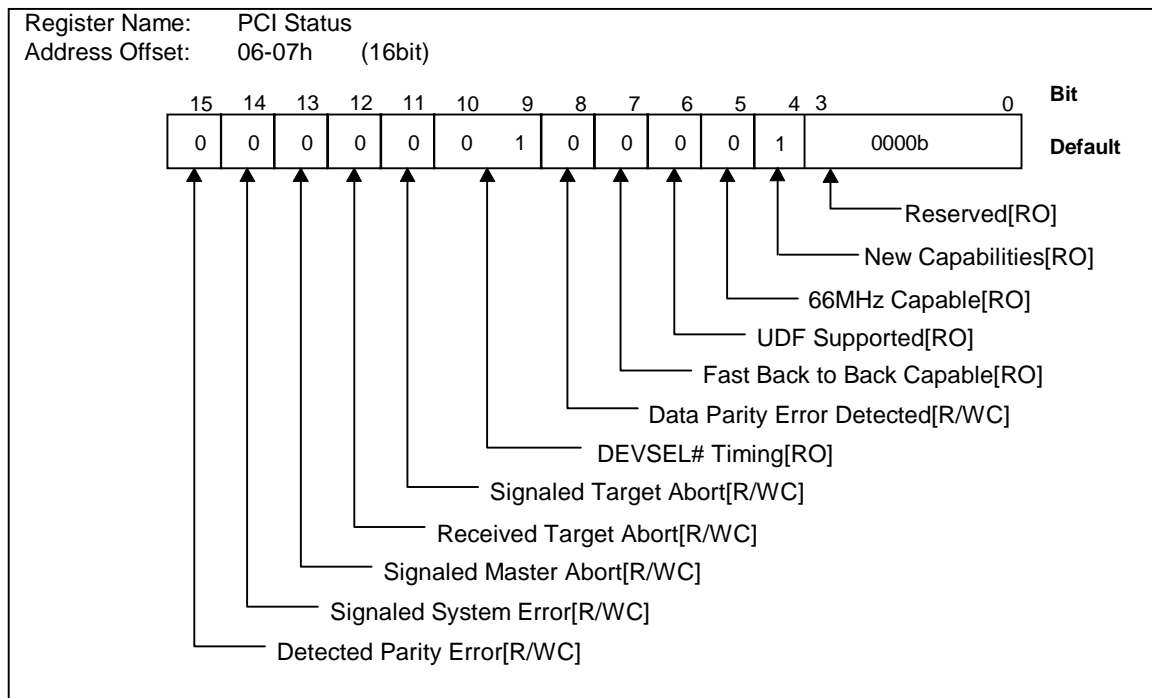 Register Name: PCI Status
Address Offset: 06-07h (16bit)
15 14 13 12 11 10 9 8 7 6 5 4 3 0 Bit
0 0 0 0 0 0 1 0 0 0 0 1 0000b Default
Reserved[RO]
New Capabilities[RO]
66MHz Capable[RO]
UDF Supported[RO]
Fast Back to Back Capable[RO]
Data Parity Error Detected[R/WC]
DEVSEL# Timing[RO]
Signaled Target Abort[R/WC]
Received Target Abort[R/WC]
Signaled Master Abort[R/WC]
Signaled System Error[R/WC]
Detected Parity Error[R/WC]